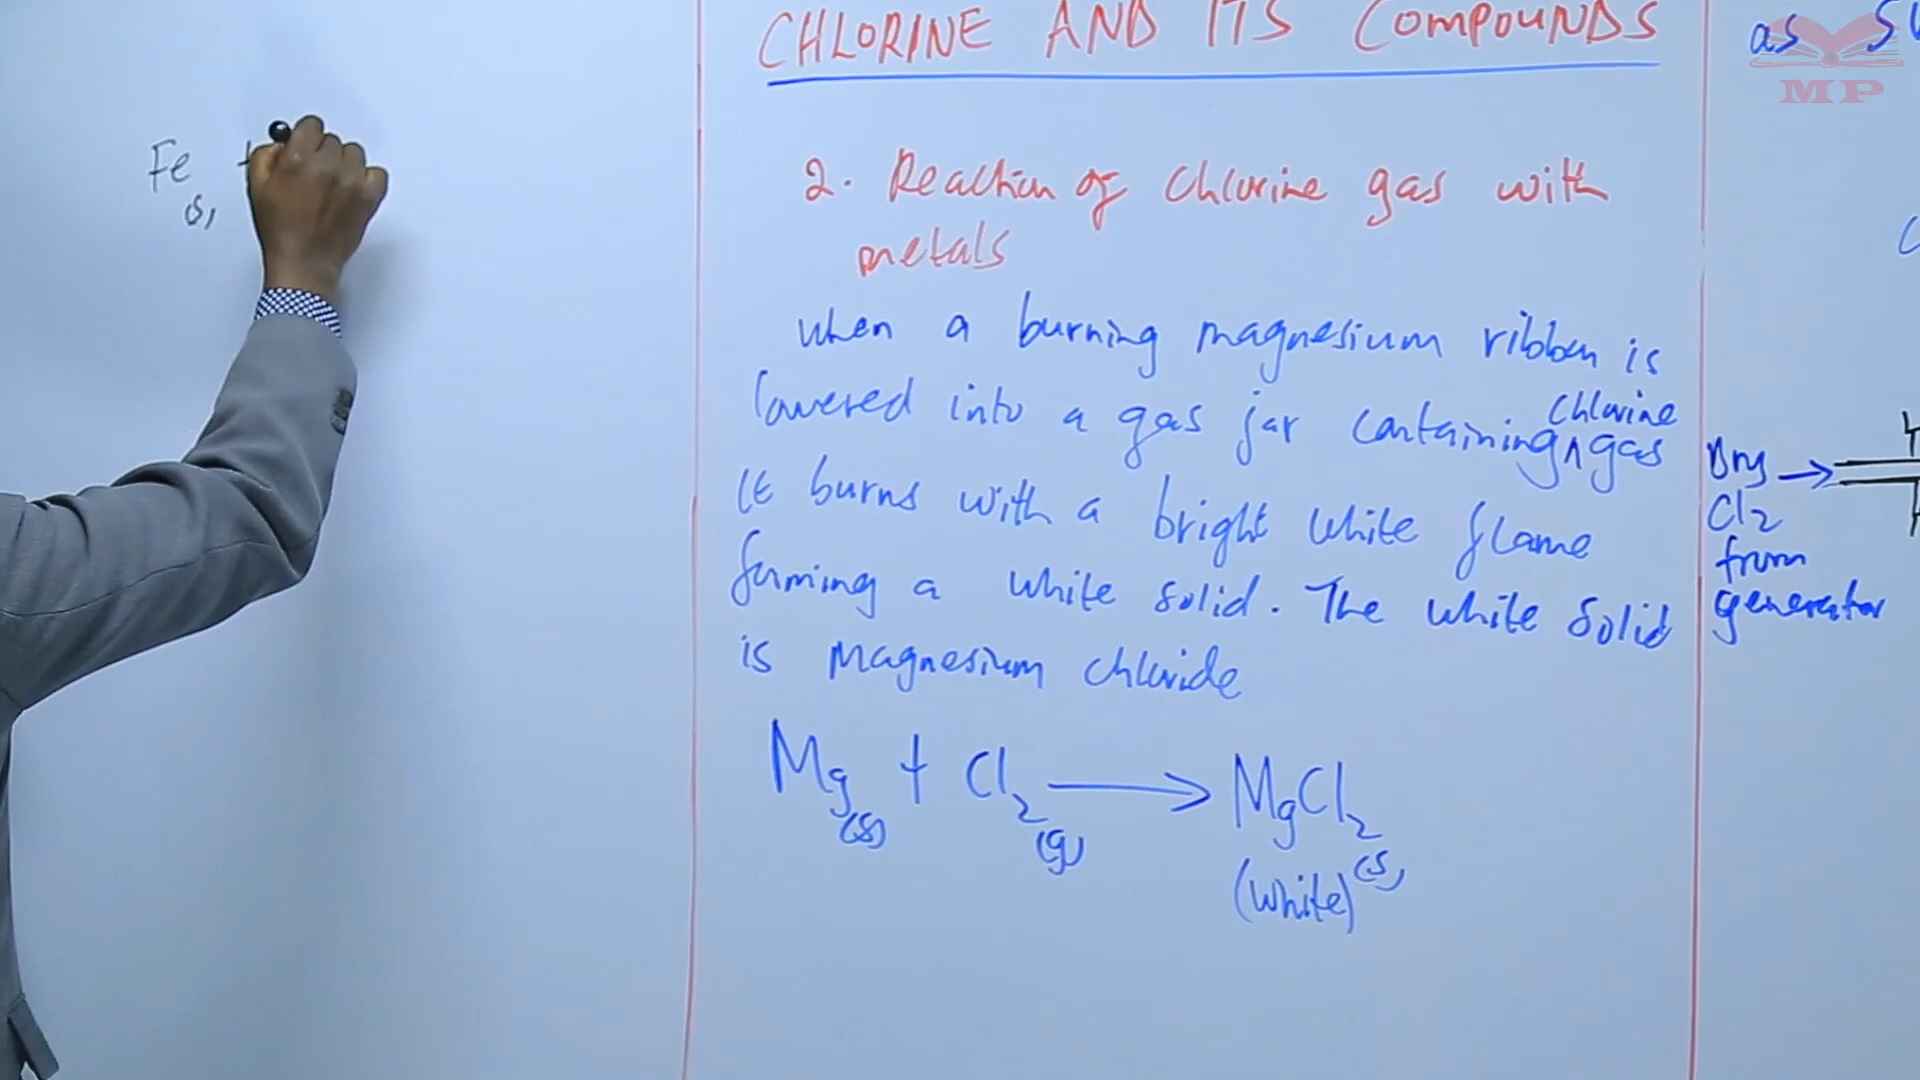 Fe +
(s)
CHLORINE AND ITS COMPOUNDS
2. Reaction of chlorine gas with
metals
when a burning magnesium ribbon is
lowered into a gas jar containing ^ chlorine gas
It burns with a bright white flame
forming a white solid. The white solid
is magnesium chloride
Mg(s) + Cl2(g) → MgCl2(s)
(white)
as
MP
Dry →
Cl2
from
generator